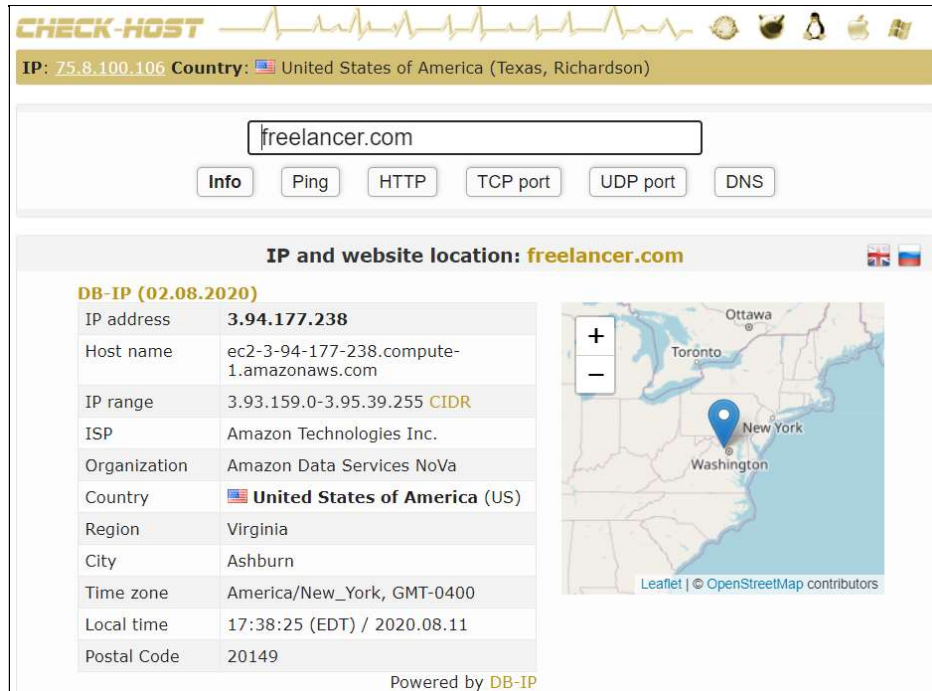 CHECK-HOST
IP: 75.8.100.106 Country: United States of America (Texas, Richardson)
freelancer.com
Info Ping HTTP TCP port UDP port DNS
IP and website location: freelancer.com
DB-IP (02.08.2020)
IP address 3.94.177.238
Host name ec2-3-94-177-238.compute-
1.amazonaws.com
IP range 3.93.159.0-3.95.39.255 CIDR
ISP Amazon Technologies Inc.
Organization Amazon Data Services NoVa
Country United States of America (US)
Region Virginia
City Ashburn
Time zone America/New_York, GMT-0400
Local time 17:38:25 (EDT) / 2020.08.11
Postal Code 20149
Powered by DB-IP
+
−
Ottawa
Toronto
New York
Washington
Leaflet | © OpenStreetMap contributors